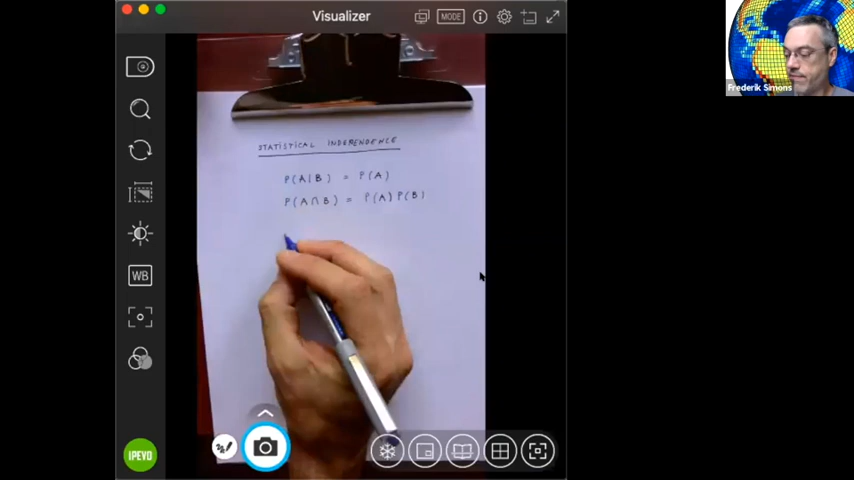 Visualizer
MODE
Frederik Simons
STATISTICAL INDEPENDENCE
P(A|B) = P(A)
P(A∩B) = P(A) P(B)
WB
IPEVO